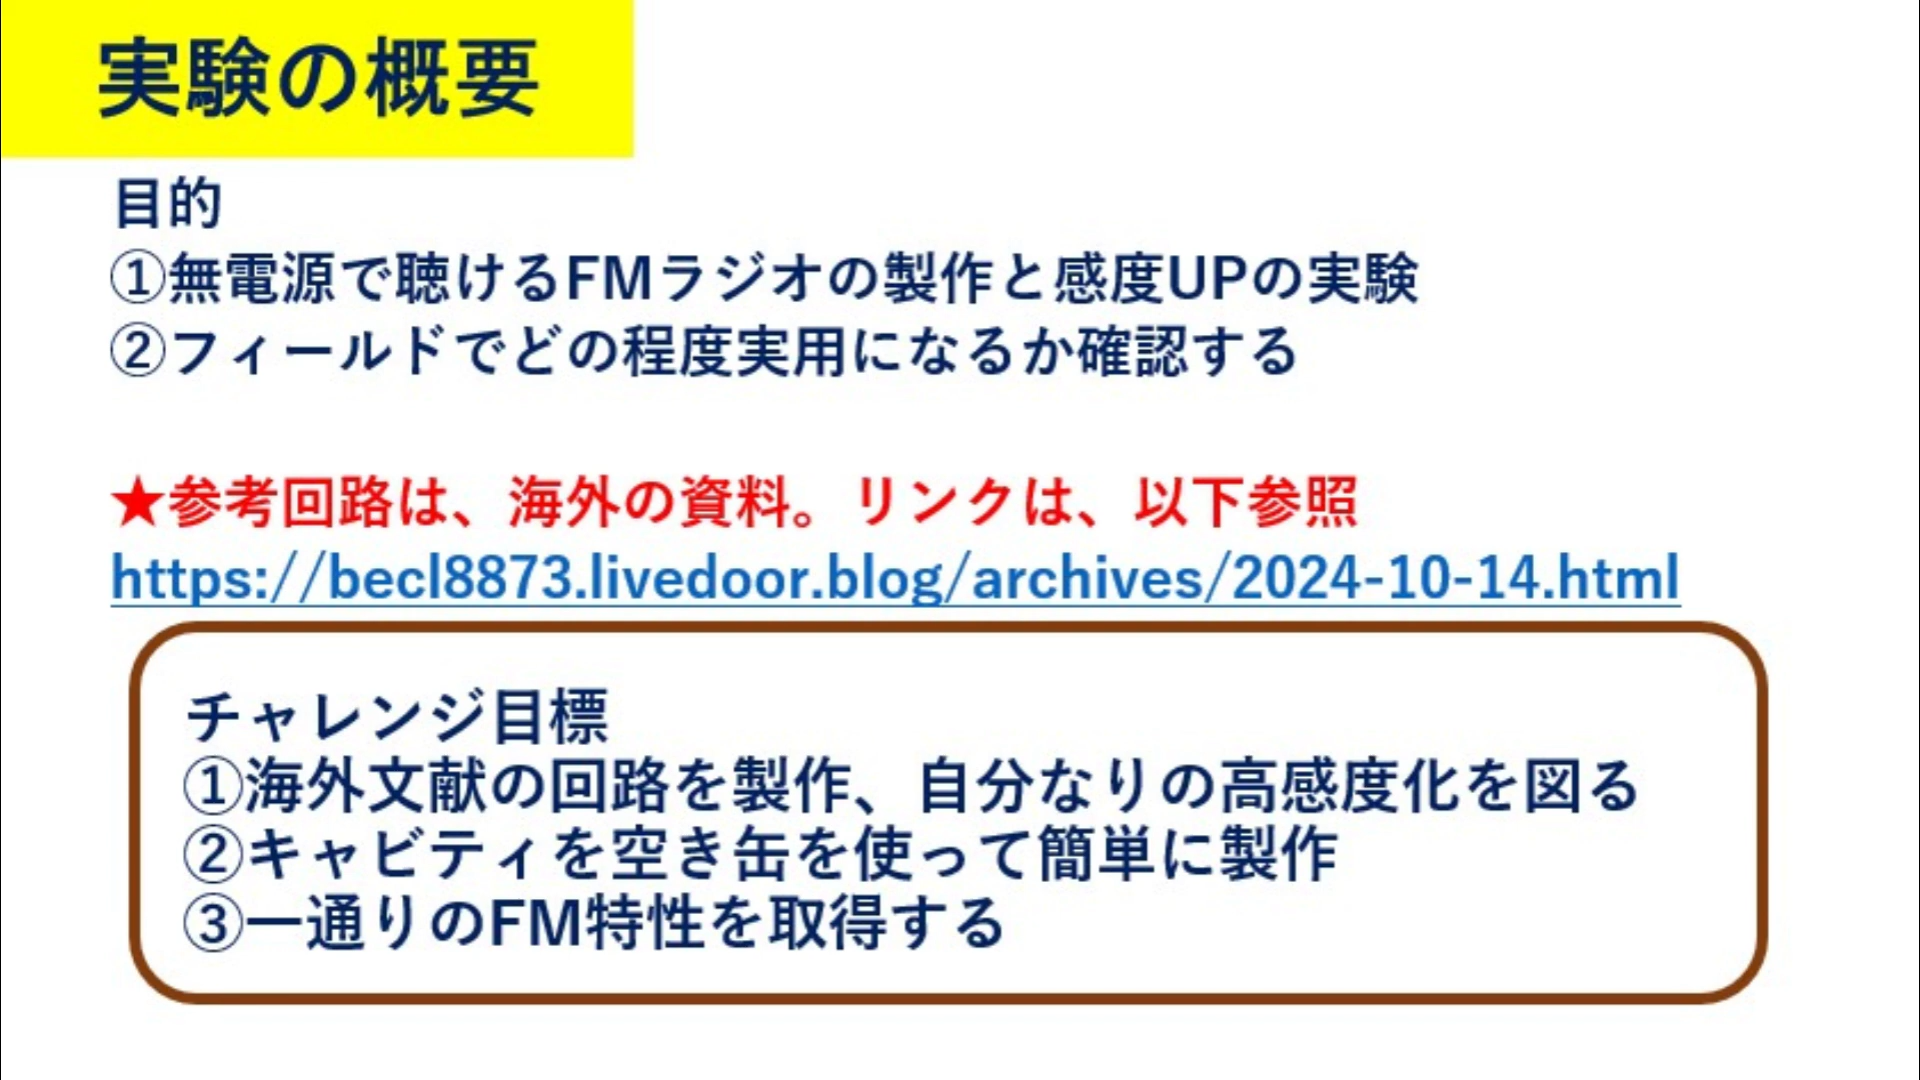 実験の概要
目的
①無電源で聴けるFMラジオの製作と感度UPの実験
②フィールドでどの程度実用になるか確認する
★参考回路は、海外の資料。リンクは、以下参照
https://becl8873.livedoor.blog/archives/2024-10-14.html
チャレンジ目標
①海外文献の回路を製作、自分なりの高感度化を図る
②キャビティを空き缶を使って簡単に製作
③一通りのFM特性を取得する